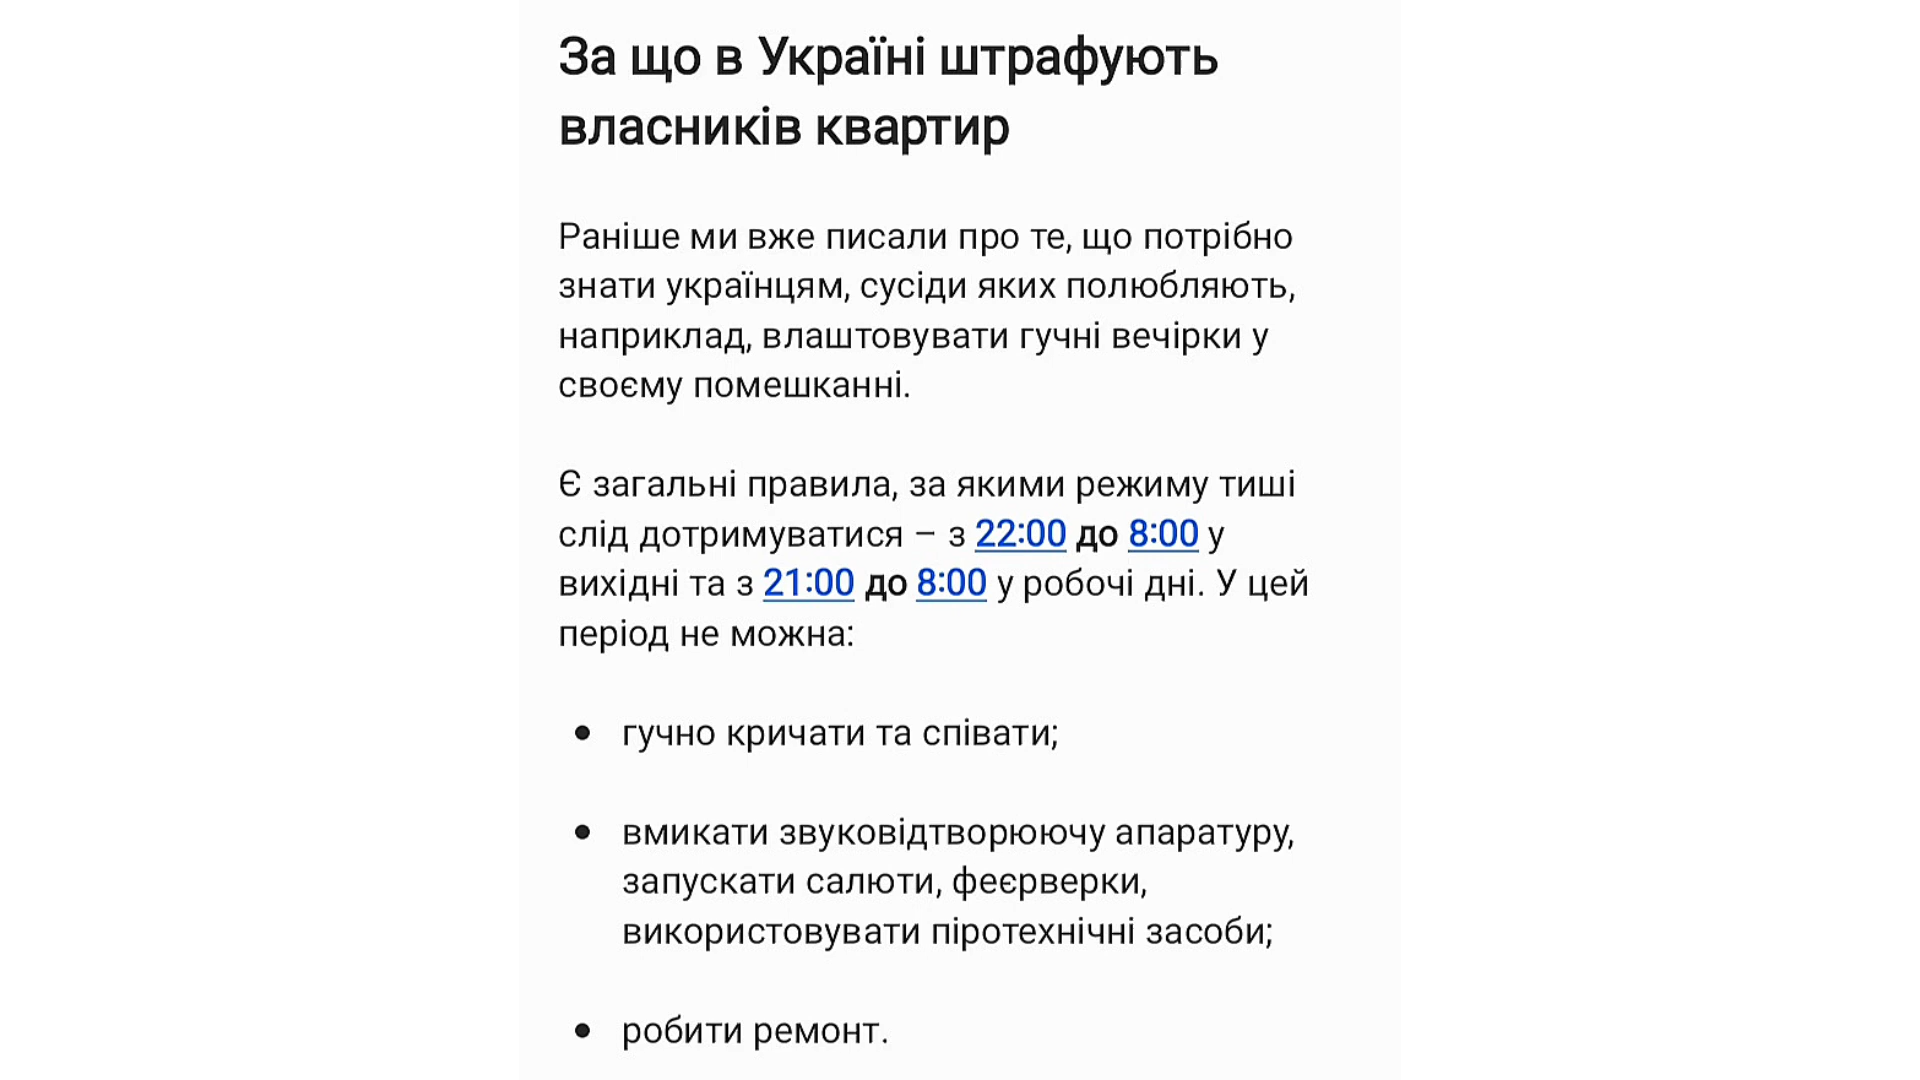 За що в Україні штрафують
власників квартир
Раніше ми вже писали про те, що потрібно
знати українцям, сусіди яких полюбляють,
наприклад, влаштовувати гучні вечірки у
своєму помешканні.
Є загальні правила, за якими режиму тиші
слід дотримуватися – з 22:00 до 8:00 у
вихідні та з 21:00 до 8:00 у робочі дні. У цей
період не можна:
• гучно кричати та співати;
• вмикати звуковідтворюючу апаратуру,
запускати салюти, феєрверки,
використовувати піротехнічні засоби;
• робити ремонт.